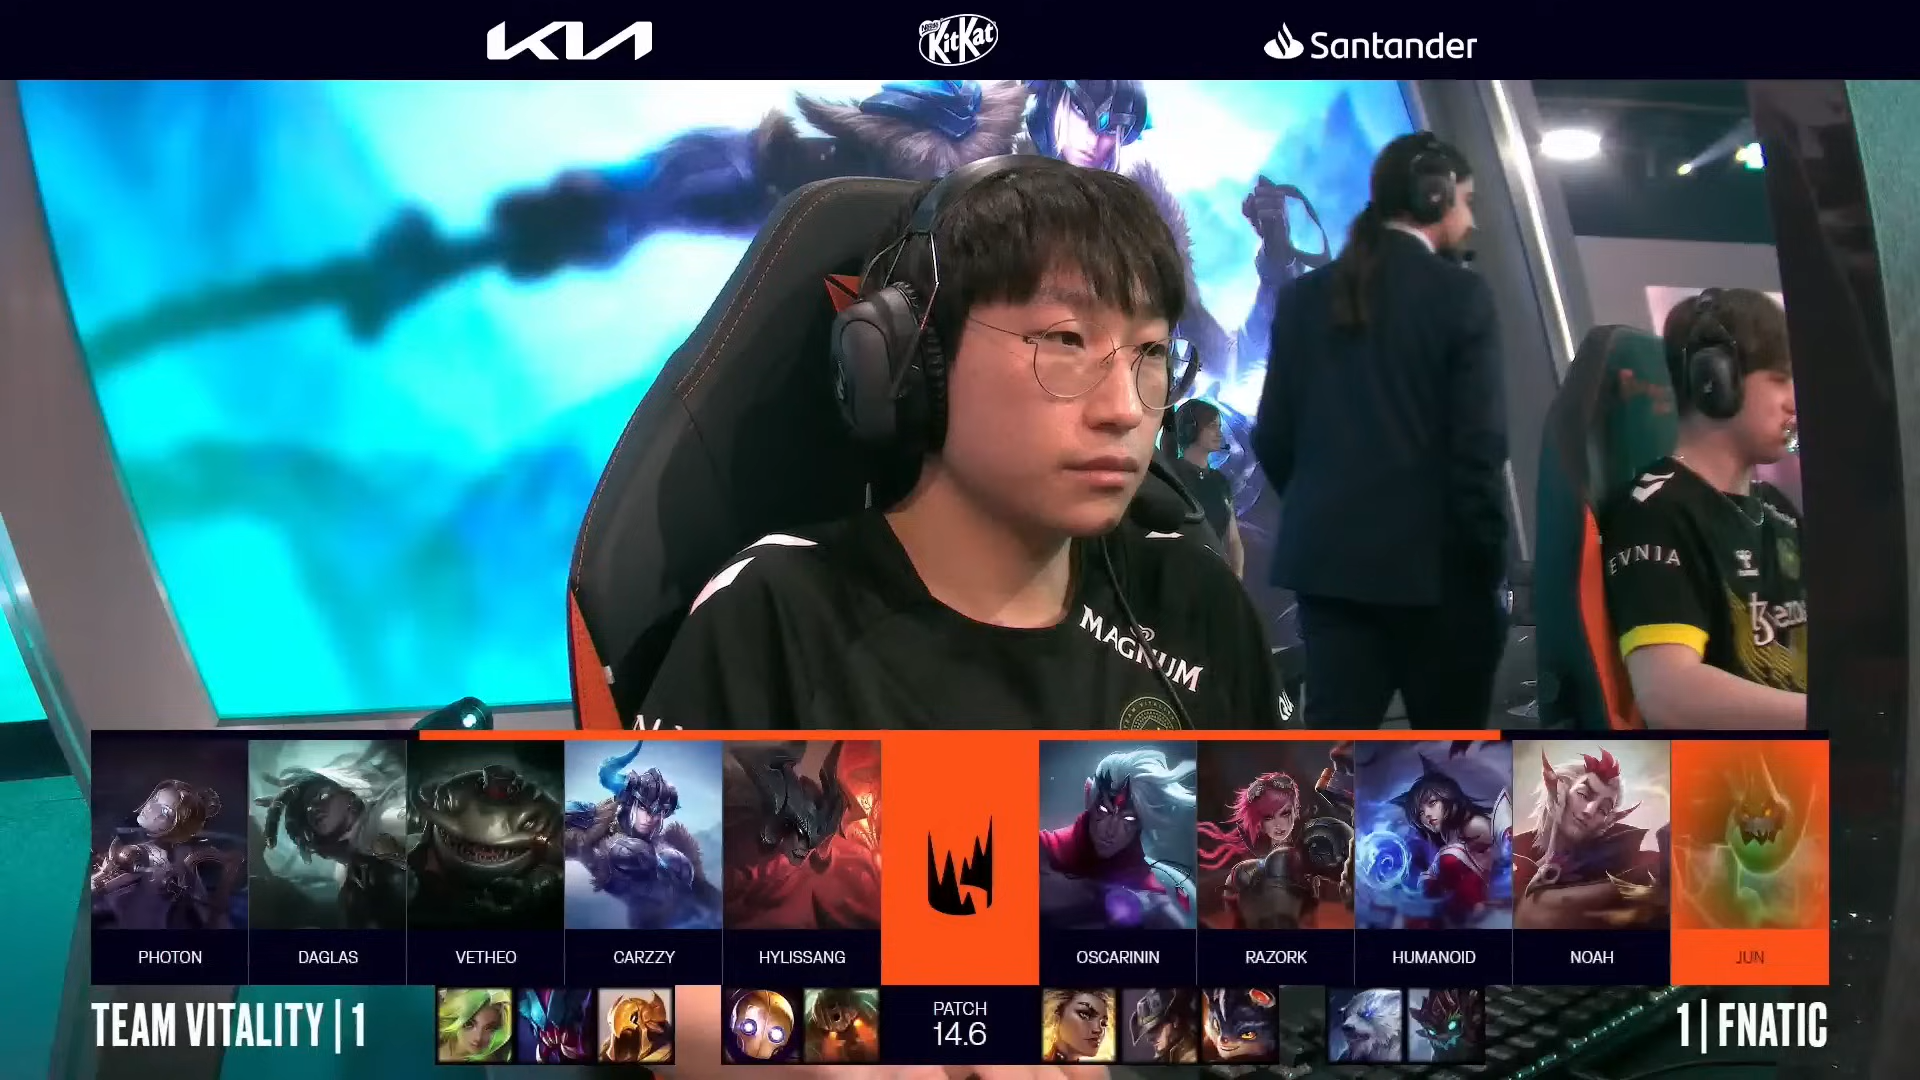 KIA
Nestlé
KitKat
Santander
EVNIA
MAGNUM
PHOTON
DAGLAS
VETHEO
CARZZY
HYLISSANG
OSCARININ
RAZORK
HUMANOID
NOAH
JUN
TEAM VITALITY | 1
PATCH
14.6
1 | FNATIC